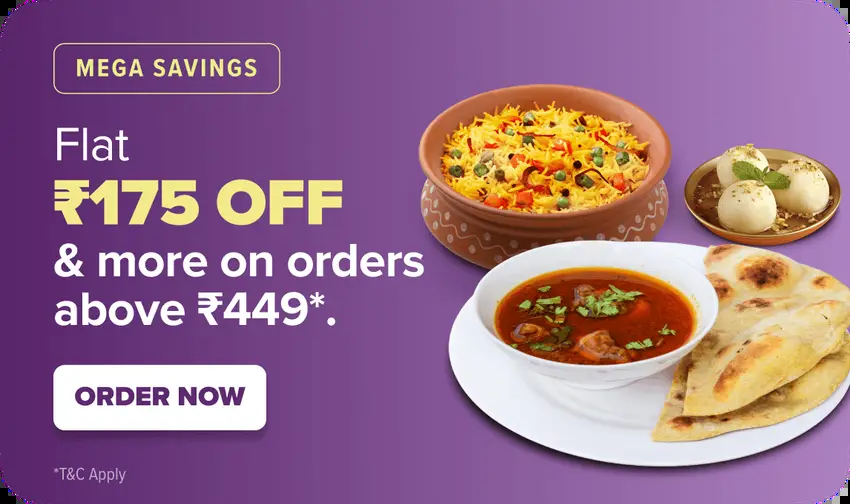 MEGA SAVINGS
Flat
₹175 OFF
& more on orders
above ₹449*.
ORDER NOW
*T&C Apply